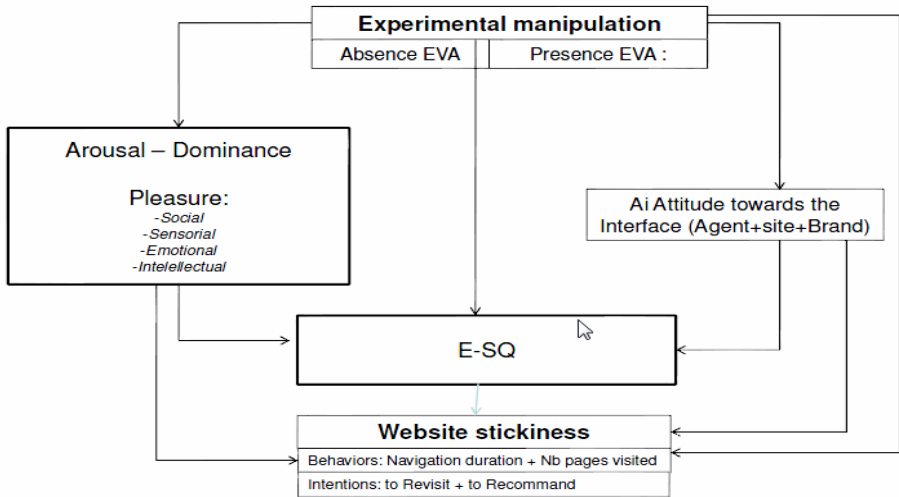 Experimental manipulation
Absence EVA
Presence EVA :
Arousal – Dominance
Pleasure:
-Social
-Sensorial
-Emotional
-Intelellectual
Ai Attitude towards the
Interface (Agent+site+Brand)
E-SQ
Website stickiness
Behaviors: Navigation duration + Nb pages visited
Intentions: to Revisit + to Recommand